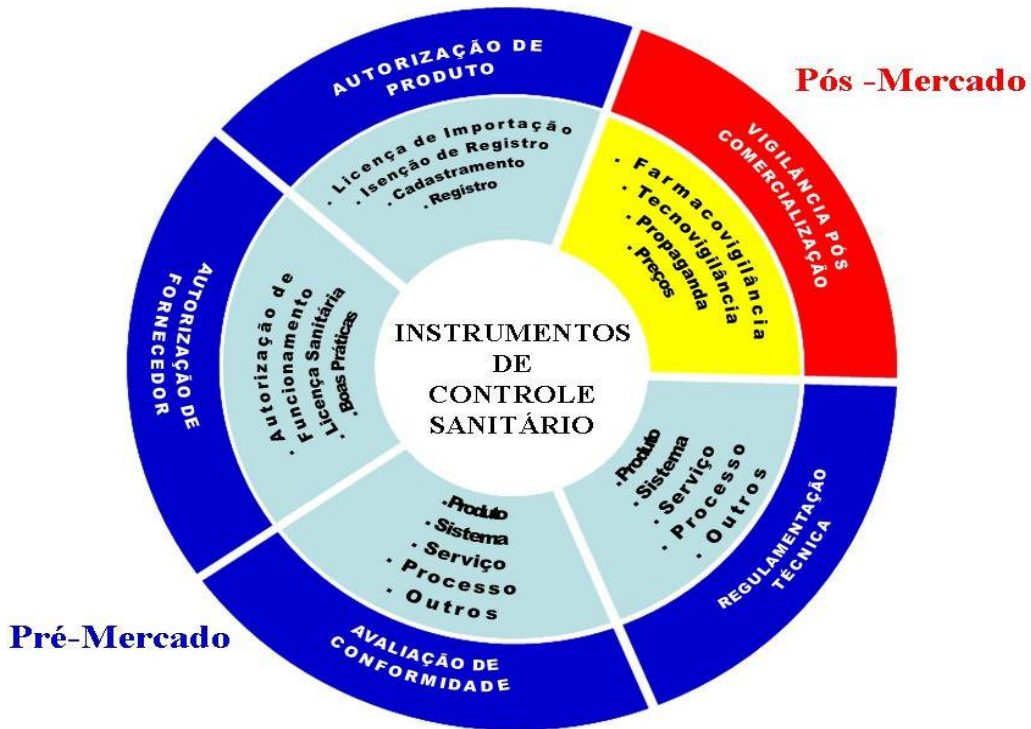 AUTORIZAÇÃO DE
PRODUTO
. Licença de Importação
. Isenção de Registro
. Cadastramento
. Registro
Pós -Mercado
VIGILÂNCIA PÓS
COMERCIALIZAÇÃO
. Farmacovigilância
. Tecnovigilância
. Propaganda
. Preços
AUTORIZAÇÃO DE
FORNECEDOR
. Autorização de
Funcionamento
. Licença Sanitária
. Boas Práticas
INSTRUMENTOS
DE
CONTROLE
SANITÁRIO
. Produto
. Sistema
. Serviço
. Processo
. Outros
REGULAMENTAÇÃO
TÉCNICA
. Produto
. Sistema
. Serviço
. Processo
. Outros
AVALIAÇÃO DE
CONFORMIDADE
Pré-Mercado